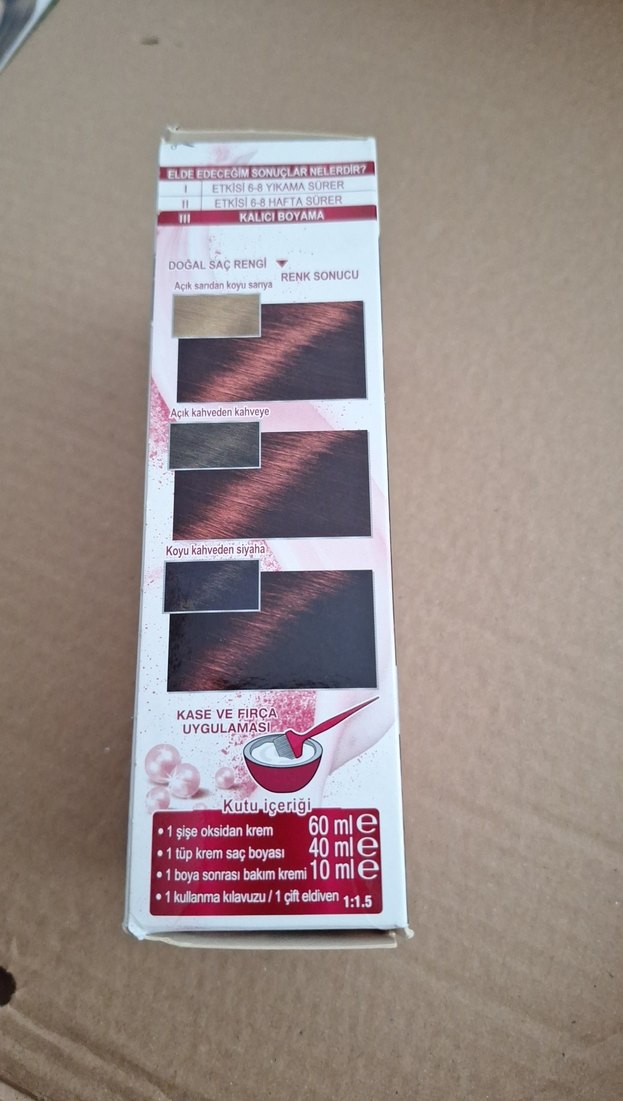 ELDE EDECEĞİM SONUÇLAR NELERDİR?
I ETKİSİ 6-8 YIKAMA SÜRER
II ETKİSİ 6-8 HAFTA SÜRER
III KALICI BOYAMA
DOĞAL SAÇ RENGİ
RENK SONUCU
Açık sarıdan koyu sarıya
Açık kahveden kahveye
Koyu kahveden siyaha
KASE VE FIRÇA
UYGULAMASI
Kutu içeriği
• 1 şişe oksidan krem 60 ml e
• 1 tüp krem saç boyası 40 ml e
• 1 boya sonrası bakım kremi 10 ml e
• 1 kullanma kılavuzu / 1 çift eldiven 1:1.5